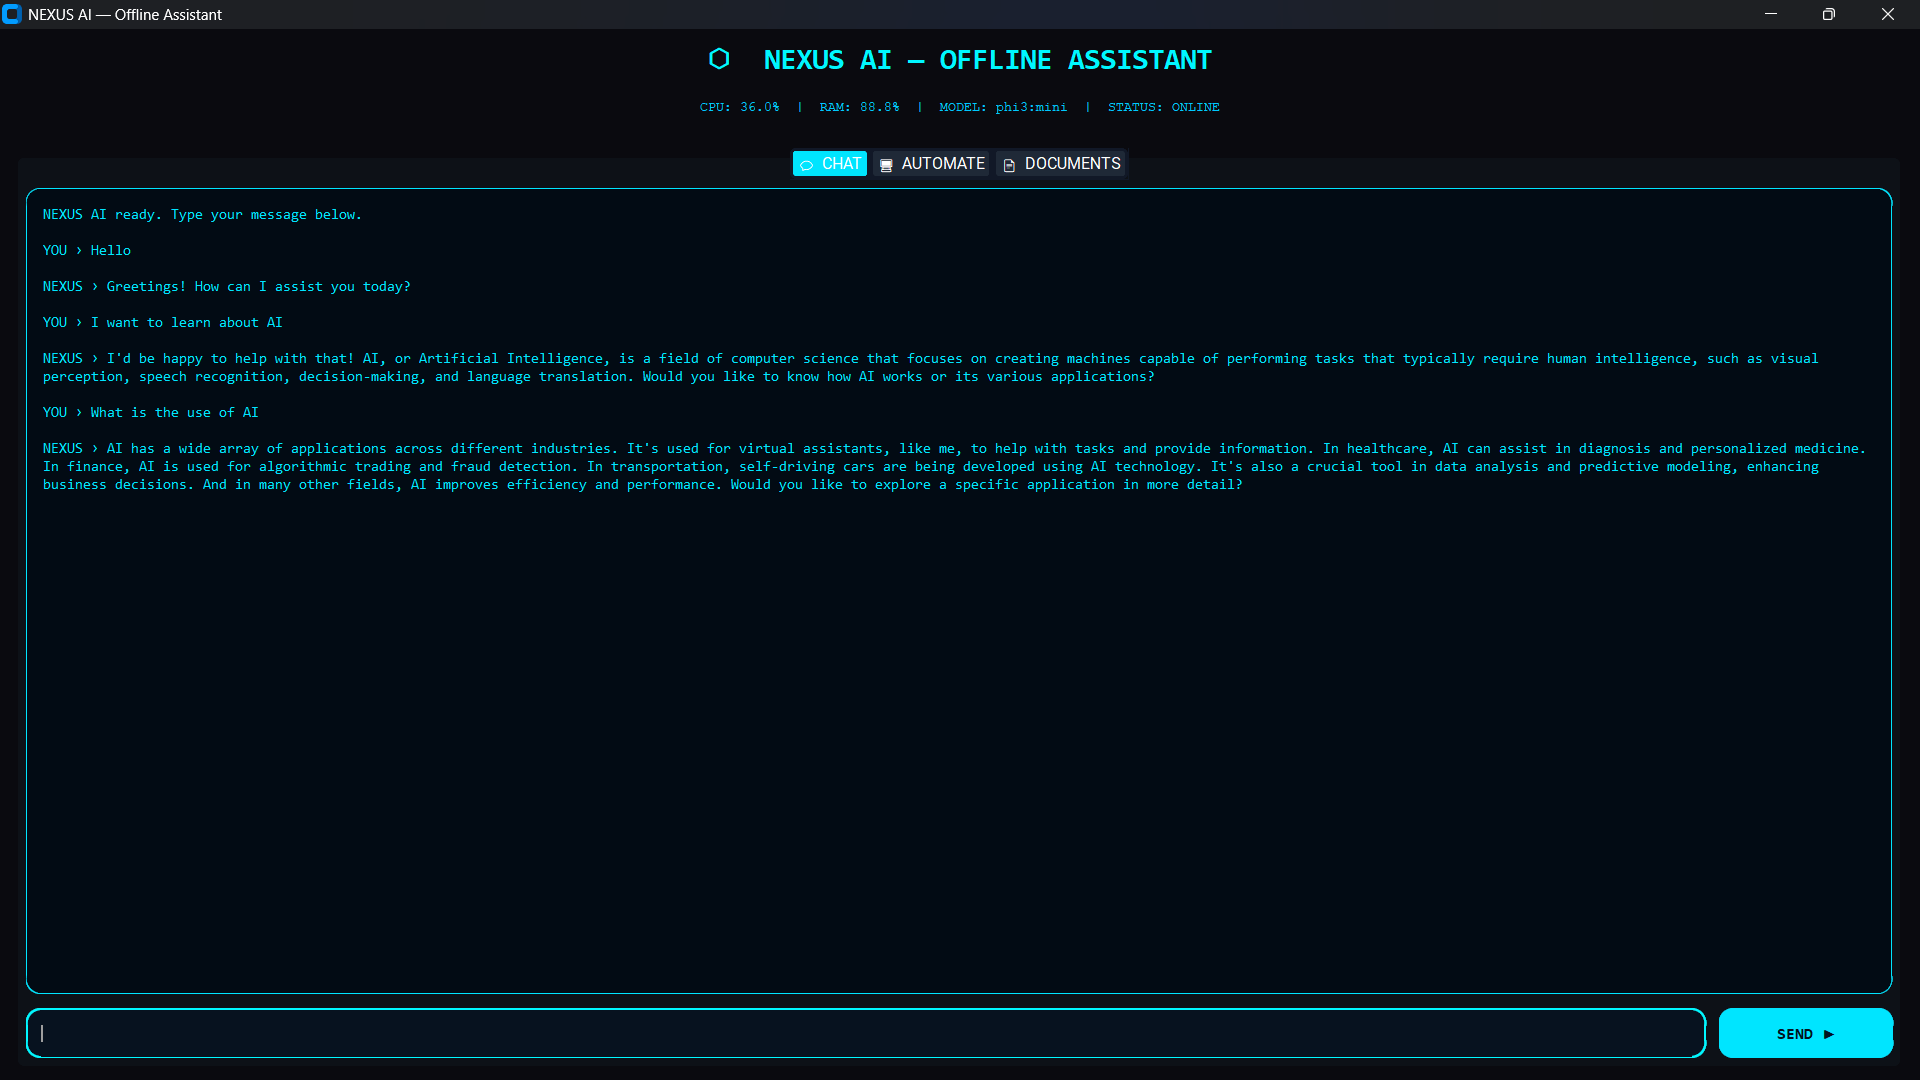 NEXUS AI — Offline Assistant
NEXUS AI — OFFLINE ASSISTANT
CPU: 36.0% | RAM: 88.8% | MODEL: phi3:mini | STATUS: ONLINE
CHAT AUTOMATE DOCUMENTS
NEXUS AI ready. Type your message below.
YOU › Hello
NEXUS › Greetings! How can I assist you today?
YOU › I want to learn about AI
NEXUS › I'd be happy to help with that! AI, or Artificial Intelligence, is a field of computer science that focuses on creating machines capable of performing tasks that typically require human intelligence, such as visual
perception, speech recognition, decision-making, and language translation. Would you like to know how AI works or its various applications?
YOU › What is the use of AI
NEXUS › AI has a wide array of applications across different industries. It's used for virtual assistants, like me, to help with tasks and provide information. In healthcare, AI can assist in diagnosis and personalized medicine.
In finance, AI is used for algorithmic trading and fraud detection. In transportation, self-driving cars are being developed using AI technology. It's also a crucial tool in data analysis and predictive modeling, enhancing
business decisions. And in many other fields, AI improves efficiency and performance. Would you like to explore a specific application in more detail?
SEND ►